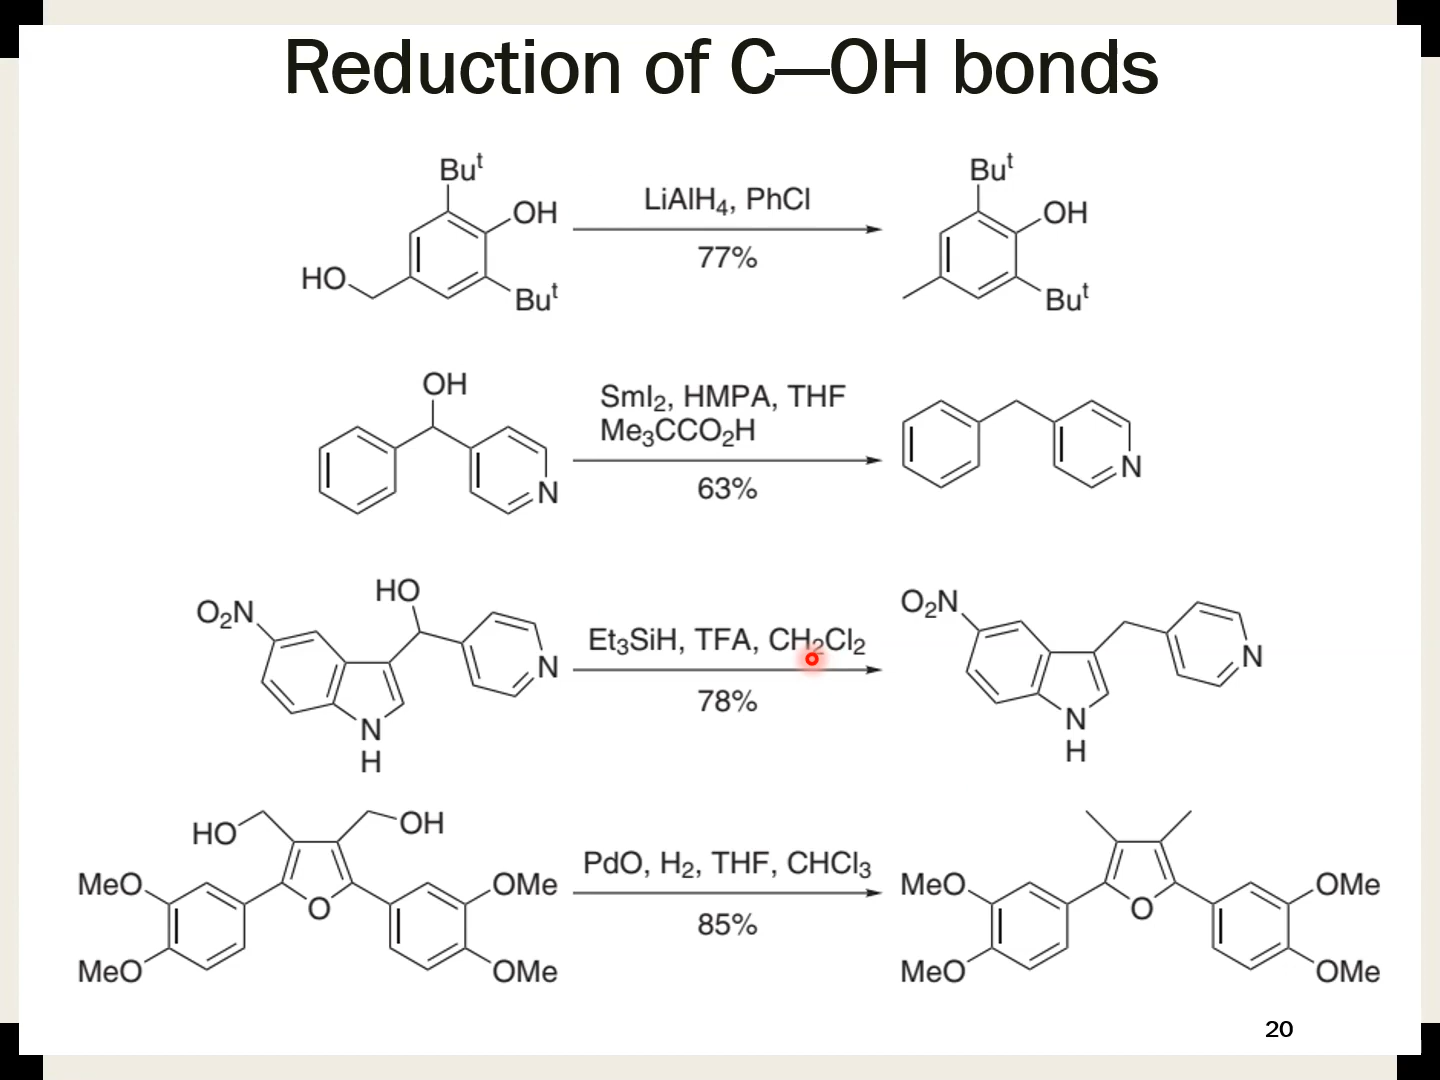 Reduction of C—OH bonds
Buᵗ
OH
HO
Buᵗ
LiAlH₄, PhCl
77%
Buᵗ
OH
Buᵗ
OH
N
SmI₂, HMPA, THF
Me₃CCO₂H
63%
N
HO
O₂N
N
N
H
Et₃SiH, TFA, CH₂Cl₂
78%
O₂N
N
N
H
HO
OH
MeO
OMe
O
MeO
OMe
PdO, H₂, THF, CHCl₃
85%
MeO
OMe
O
MeO
OMe
20